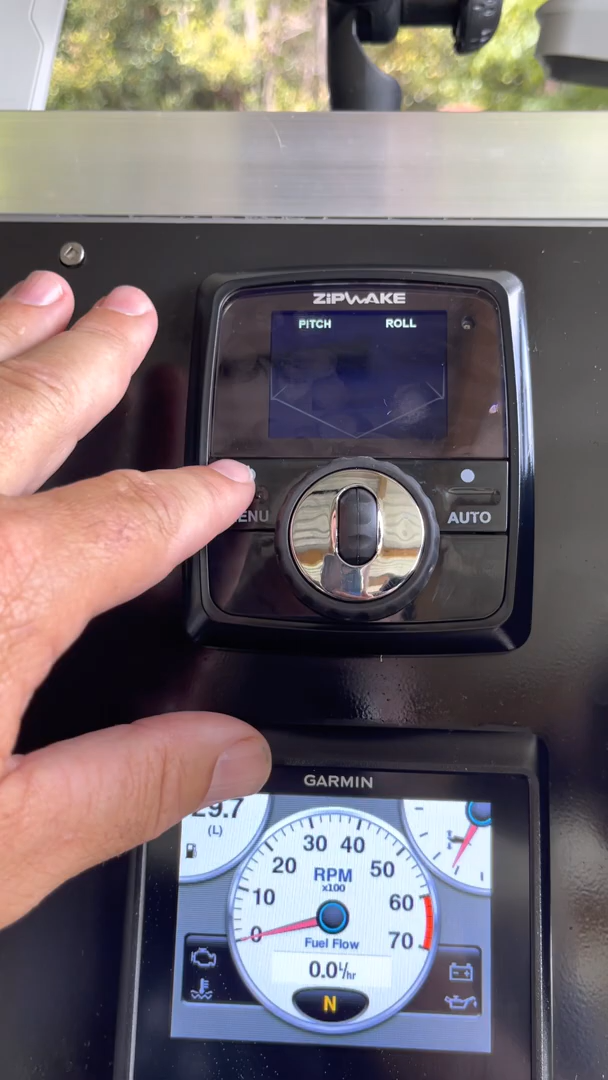 ZIPWAKE
PITCH ROLL
ENU AUTO
GARMIN
29.7
(L)
30 40
20 50
RPM
x100
10 60
0 70
Fuel Flow
0.0L/hr
N